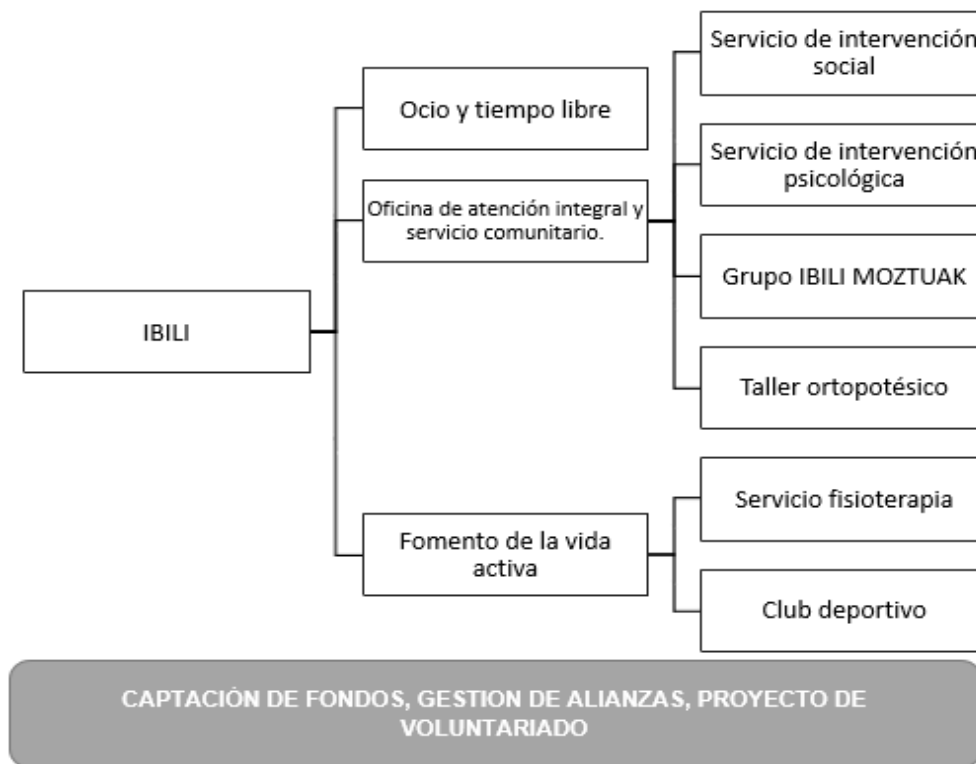 IBILI
Ocio y tiempo libre
Oficina de atención integral y
servicio comunitario.
Servicio de intervención
social
Servicio de intervención
psicológica
Grupo IBILI MOZTUAK
Taller ortopotésico
Fomento de la vida
activa
Servicio fisioterapia
Club deportivo
CAPTACIÓN DE FONDOS, GESTION DE ALIANZAS, PROYECTO DE
VOLUNTARIADO